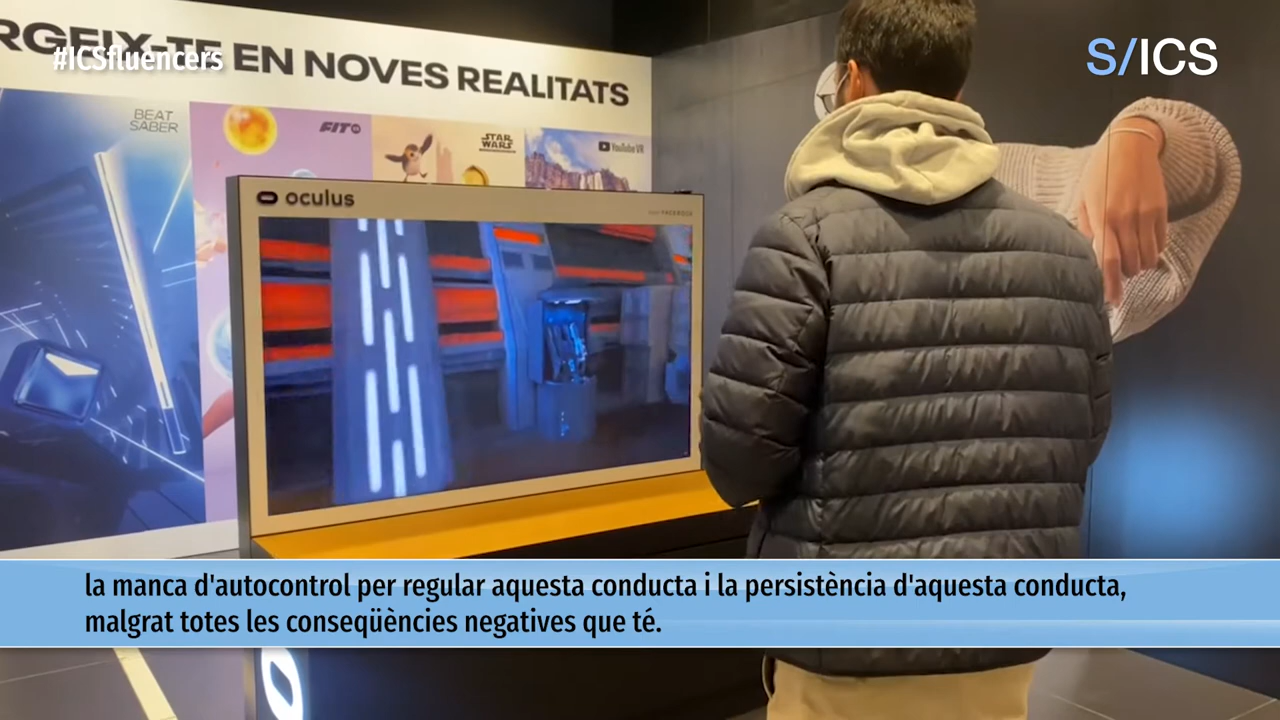 RGEIX-TE EN NOVES REALITATS
#ICSfluencers
S/ICS
BEAT
SABER
FIT
STAR
WARS
YouTube VR
oculus
FACEBOOK
la manca d'autocontrol per regular aquesta conducta i la persistència d'aquesta conducta,
malgrat totes les conseqüències negatives que té.